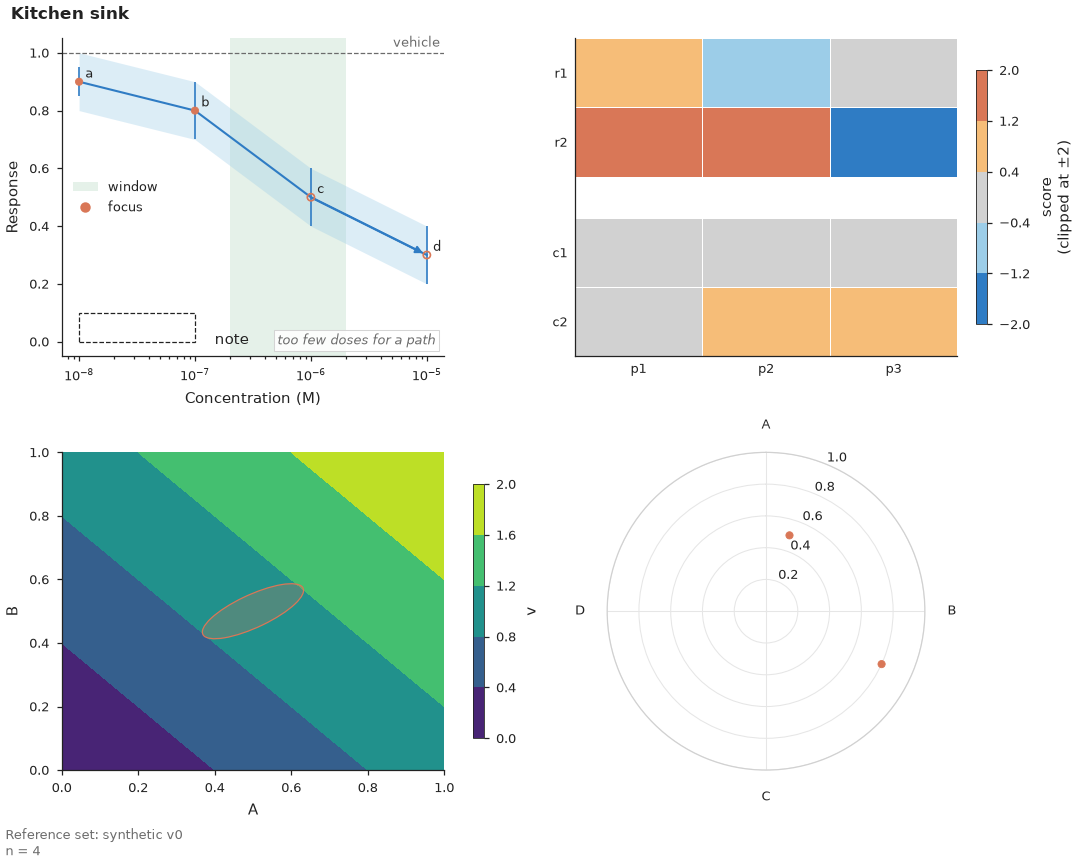 Kitchen sink
vehicle
1.0
0.8
0.6
0.4
0.2
0.0
Response
a
b
c
d
window
focus
note
too few doses for a path
10⁻⁸
10⁻⁷
10⁻⁶
10⁻⁵
Concentration (M)
r1
r2
c1
c2
p1
p2
p3
2.0
1.2
0.4
−0.4
−1.2
−2.0
score
(clipped at ±2)
1.0
0.8
0.6
0.4
0.2
0.0
B
0.0
0.2
0.4
0.6
0.8
1.0
A
2.0
1.6
1.2
0.8
0.4
0.0
v
A
B
C
D
1.0
0.8
0.6
0.4
0.2
Reference set: synthetic v0
n = 4